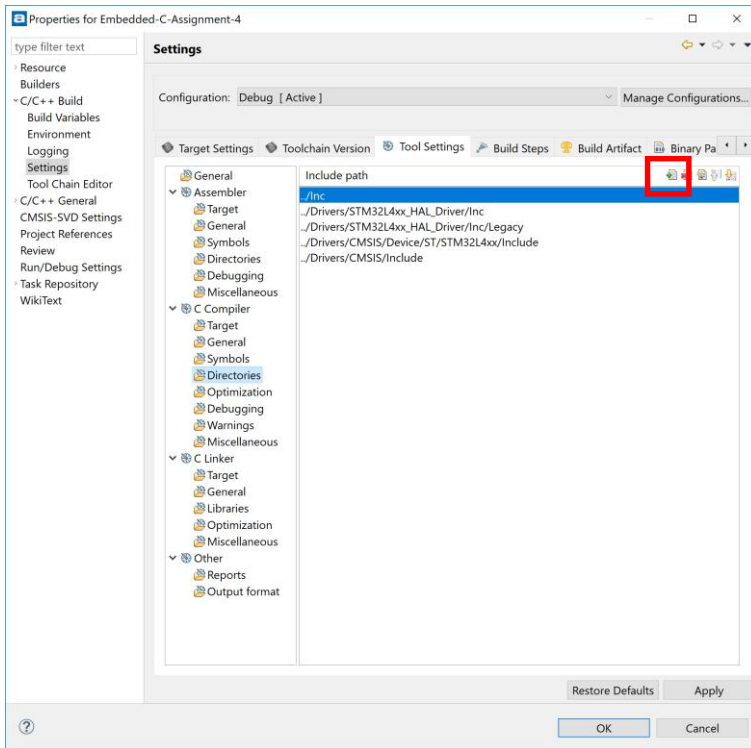 Properties for Embedded-C-Assignment-4
type filter text
Settings
Resource
Builders
C/C++ Build
Build Variables
Environment
Logging
Settings
Tool Chain Editor
C/C++ General
CMSIS-SVD Settings
Project References
Review
Run/Debug Settings
Task Repository
WikiText
Configuration: Debug [ Active ]
Manage Configurations...
Target Settings
Toolchain Version
Tool Settings
Build Steps
Build Artifact
Binary Pa
General
Assembler
Target
General
Symbols
Directories
Debugging
Miscellaneous
C Compiler
Target
General
Symbols
Directories
Optimization
Debugging
Warnings
Miscellaneous
C Linker
Target
General
Libraries
Optimization
Miscellaneous
Other
Reports
Output format
Include path
../Inc
../Drivers/STM32L4xx_HAL_Driver/Inc
../Drivers/STM32L4xx_HAL_Driver/Inc/Legacy
../Drivers/CMSIS/Device/ST/STM32L4xx/Include
../Drivers/CMSIS/Include
Restore Defaults
Apply
OK
Cancel